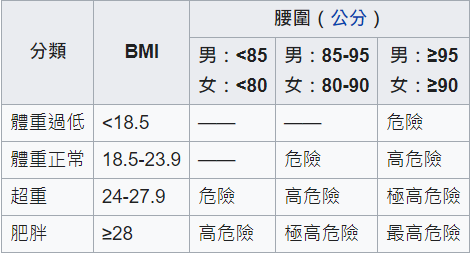 分類 BMI 腰圍（公分）
男：<85 男：85-95 男：≥95
女：<80 女：80-90 女：≥90
體重過低 <18.5 —— —— 危險
體重正常 18.5-23.9 —— 危險 高危險
超重 24-27.9 危險 高危險 極高危險
肥胖 ≥28 高危險 極高危險 最高危險